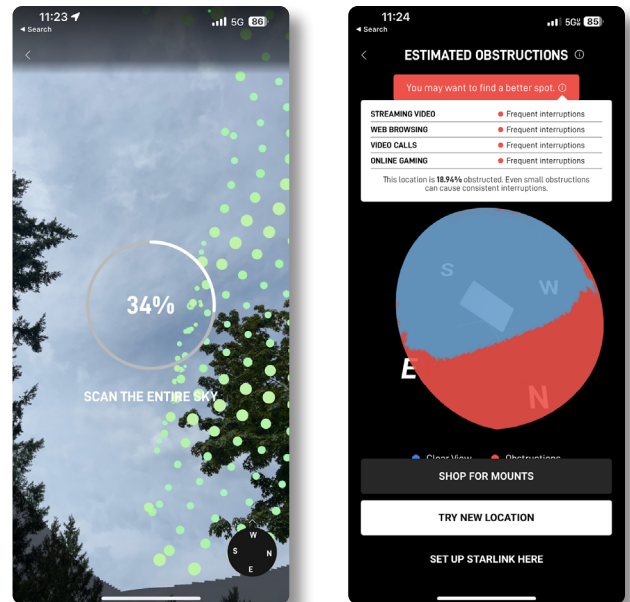 11:23
5G 86
Search
34%
SCAN THE ENTIRE SKY
W
S
N
E
11:24
5G 85
Search
ESTIMATED OBSTRUCTIONS
You may want to find a better spot.
STREAMING VIDEO Frequent interruptions
WEB BROWSING Frequent interruptions
VIDEO CALLS Frequent interruptions
ONLINE GAMING Frequent interruptions
This location is 18.94% obstructed. Even small obstructions
can cause consistent interruptions.
S
W
E
N
Clear View Obstructions
SHOP FOR MOUNTS
TRY NEW LOCATION
SET UP STARLINK HERE